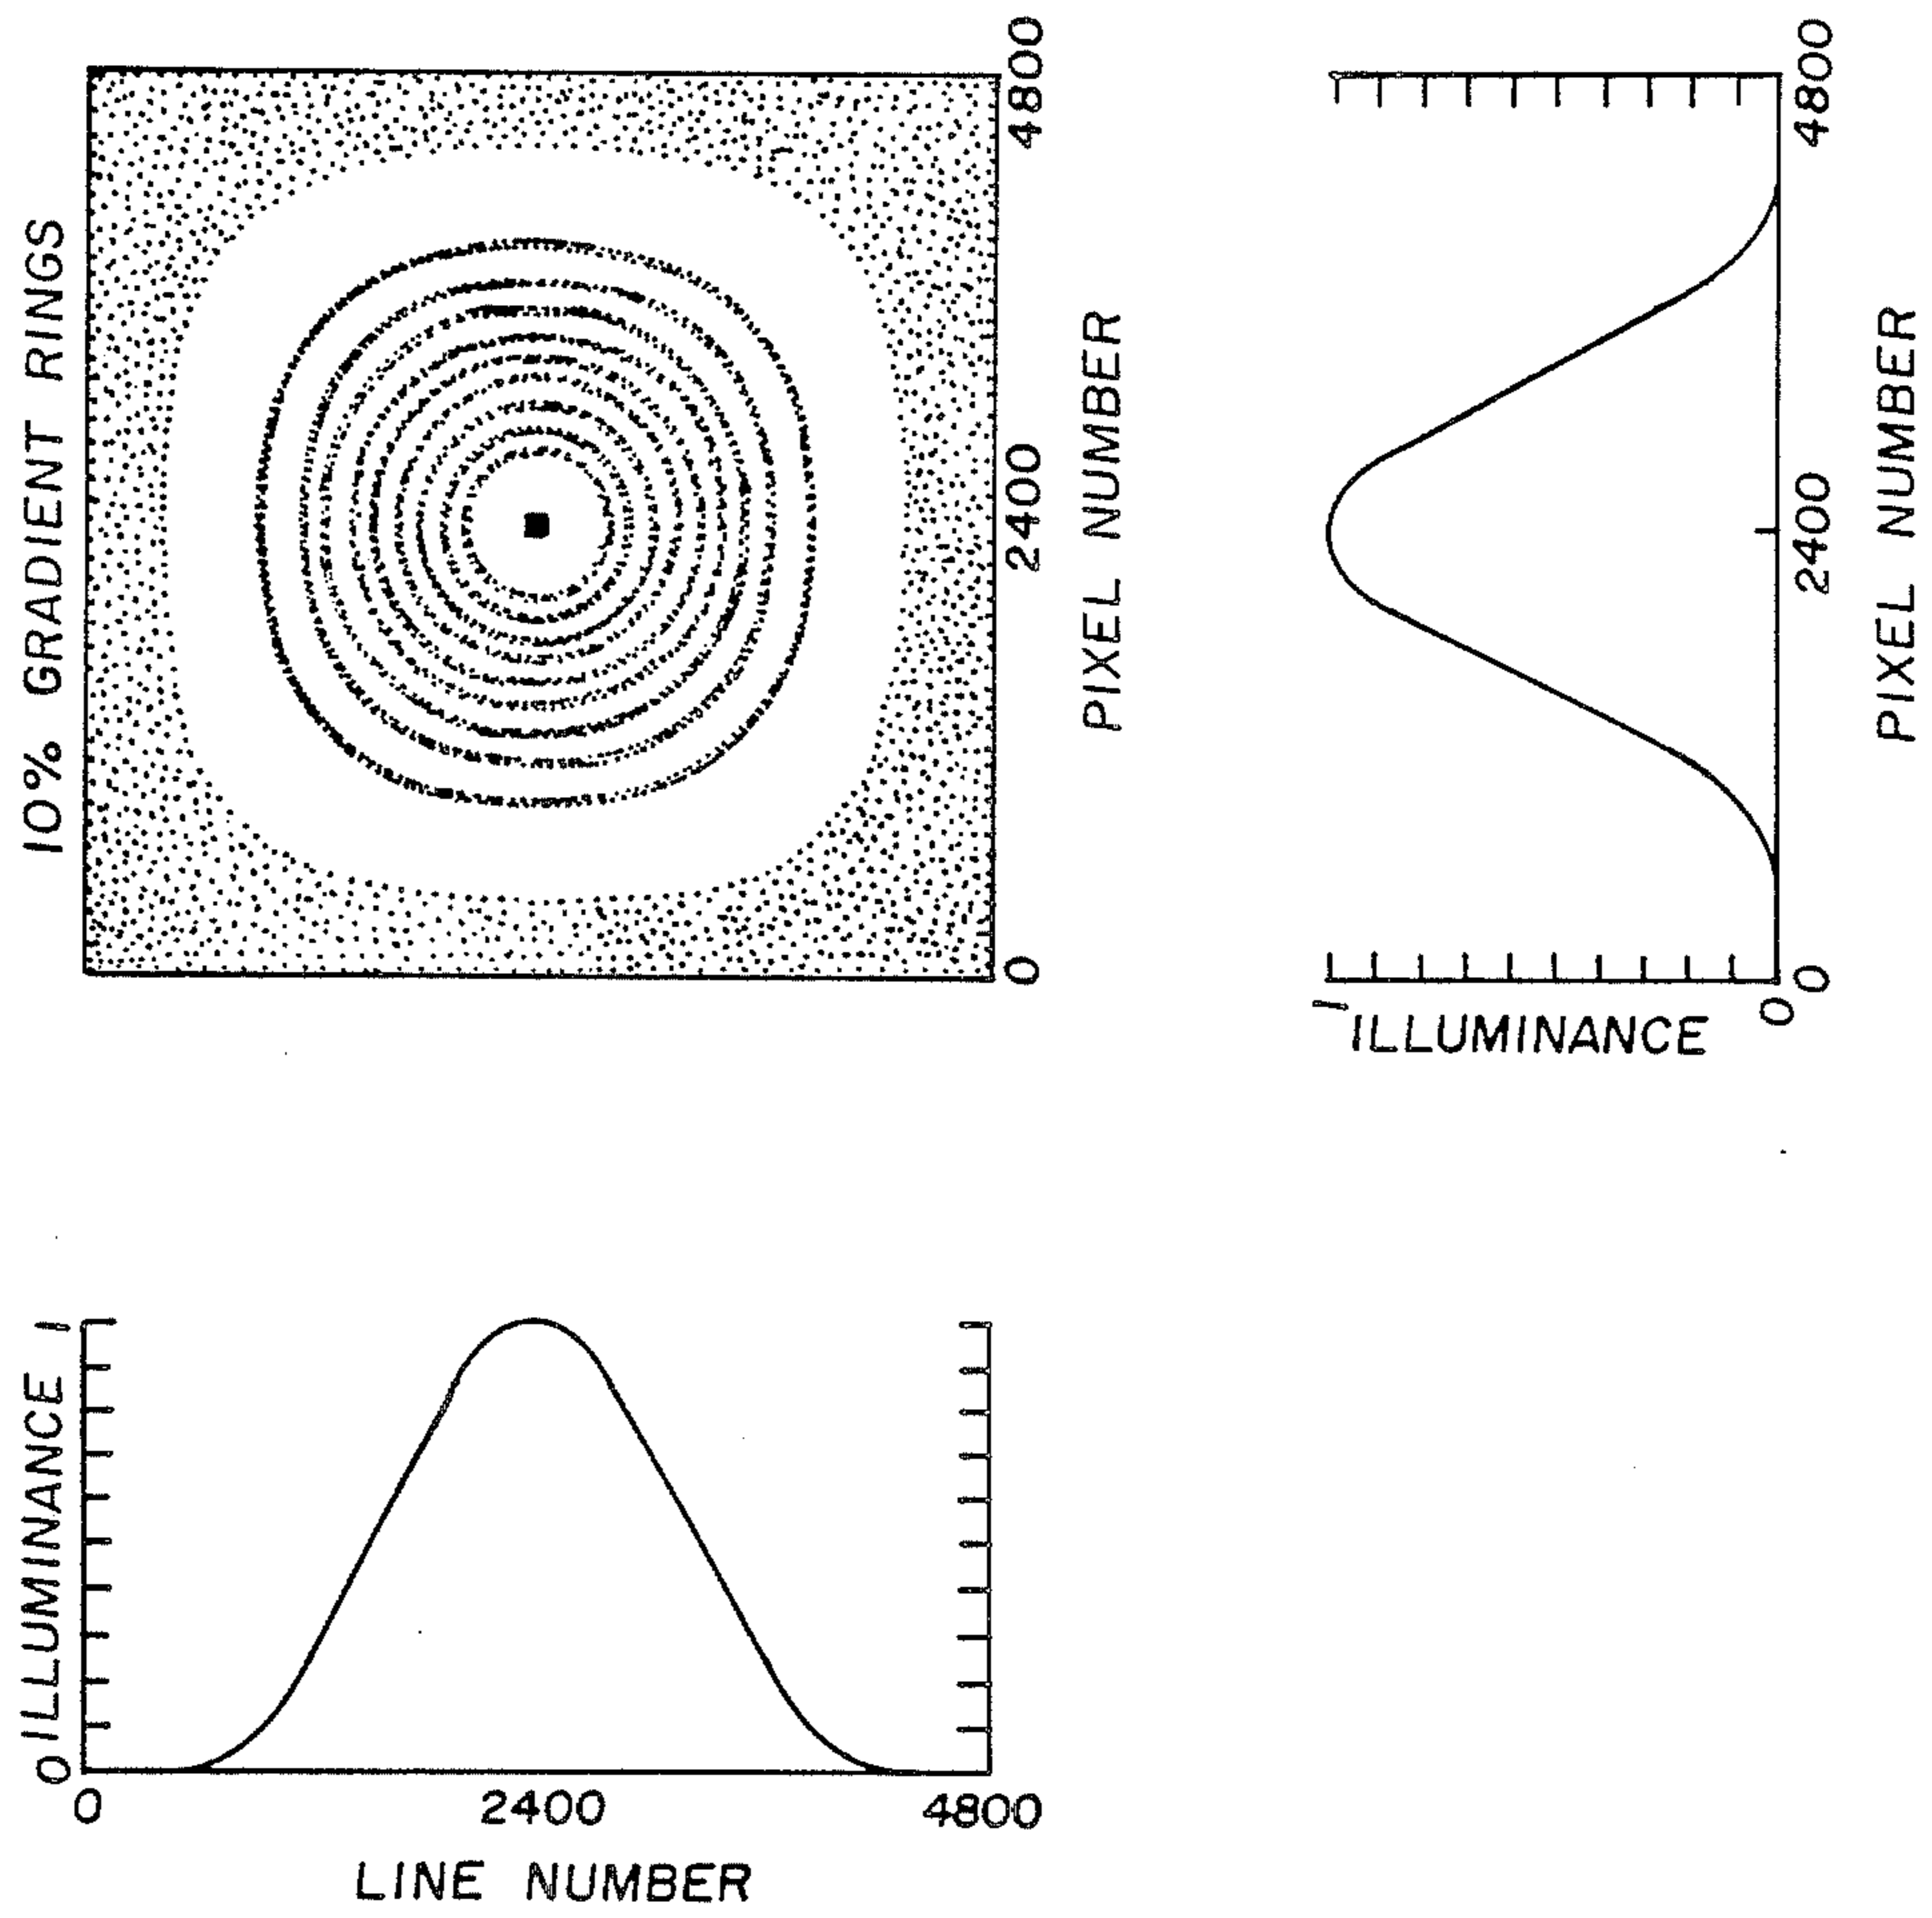 10% GRADIENT RINGS
0
2400
4800
PIXEL NUMBER
1
ILLUMINANCE
0
0
2400
4800
PIXEL NUMBER
0 ILLUMINANCE 1
0 2400 4800
LINE NUMBER